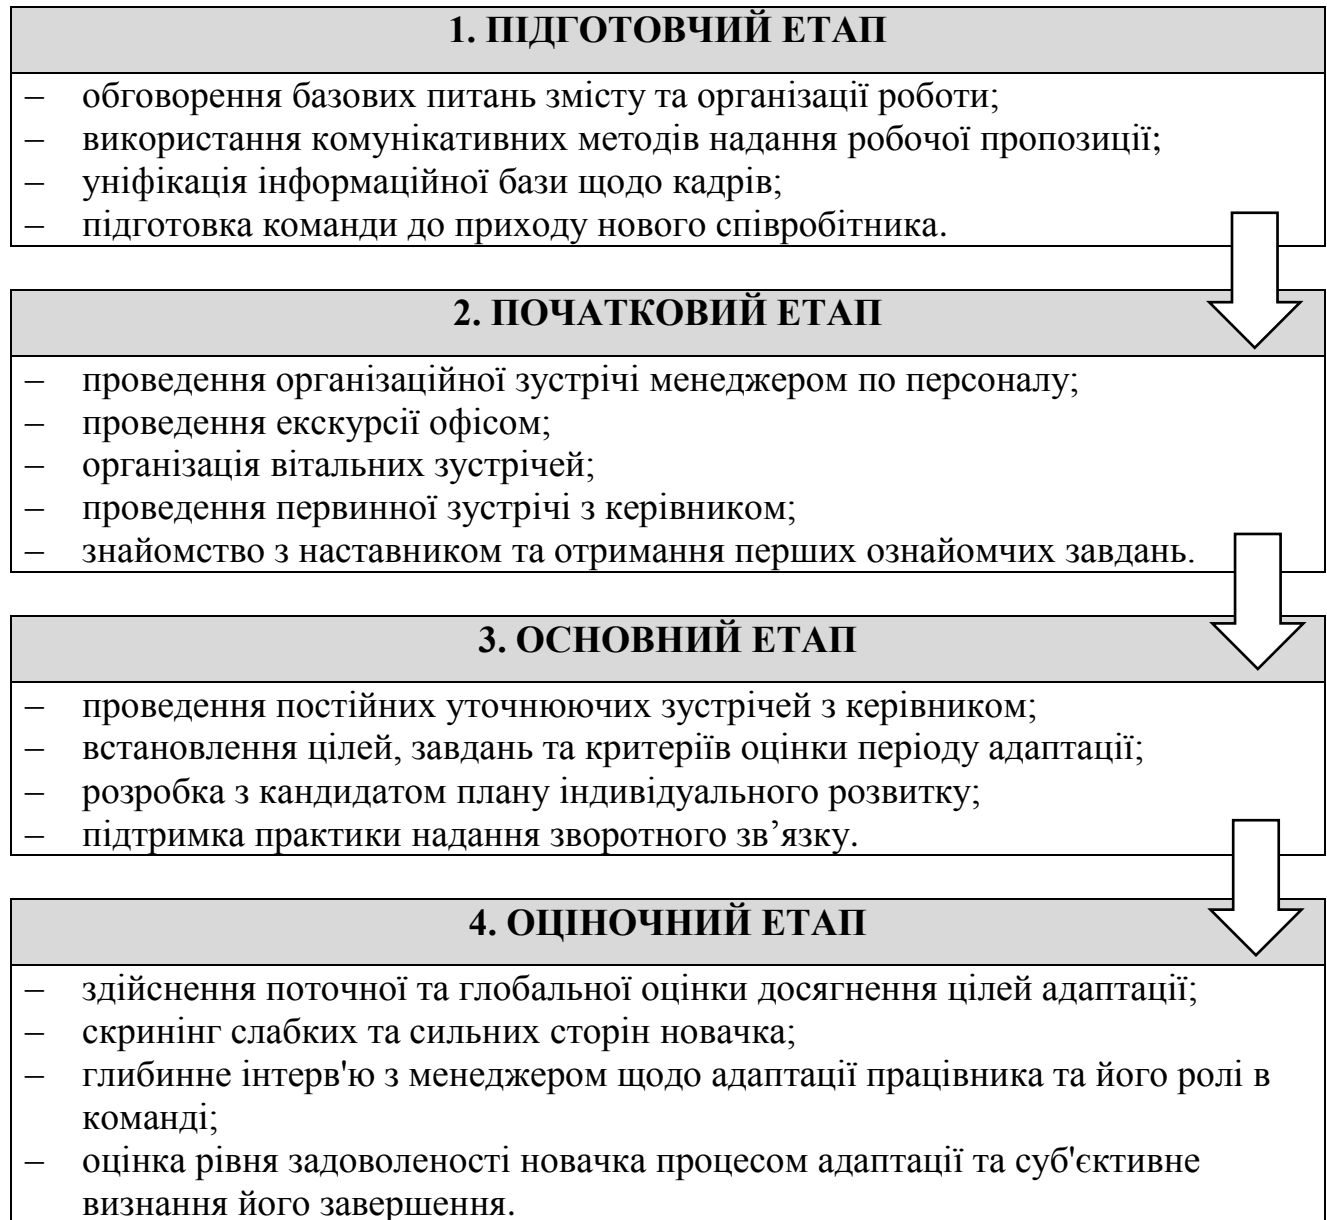 1. ПІДГОТОВЧИЙ ЕТАП
– обговорення базових питань змісту та організації роботи;
– використання комунікативних методів надання робочої пропозиції;
– уніфікація інформаційної бази щодо кадрів;
– підготовка команди до приходу нового співробітника.
2. ПОЧАТКОВИЙ ЕТАП
– проведення організаційної зустрічі менеджером по персоналу;
– проведення екскурсії офісом;
– організація вітальних зустрічей;
– проведення первинної зустрічі з керівником;
– знайомство з наставником та отримання перших ознайомчих завдань.
3. ОСНОВНИЙ ЕТАП
– проведення постійних уточнюючих зустрічей з керівником;
– встановлення цілей, завдань та критеріїв оцінки періоду адаптації;
– розробка з кандидатом плану індивідуального розвитку;
– підтримка практики надання зворотного зв’язку.
4. ОЦІНОЧНИЙ ЕТАП
– здійснення поточної та глобальної оцінки досягнення цілей адаптації;
– скринінг слабких та сильних сторін новачка;
– глибинне інтерв'ю з менеджером щодо адаптації працівника та його ролі в
команді;
– оцінка рівня задоволеності новачка процесом адаптації та суб'єктивне
визнання його завершення.